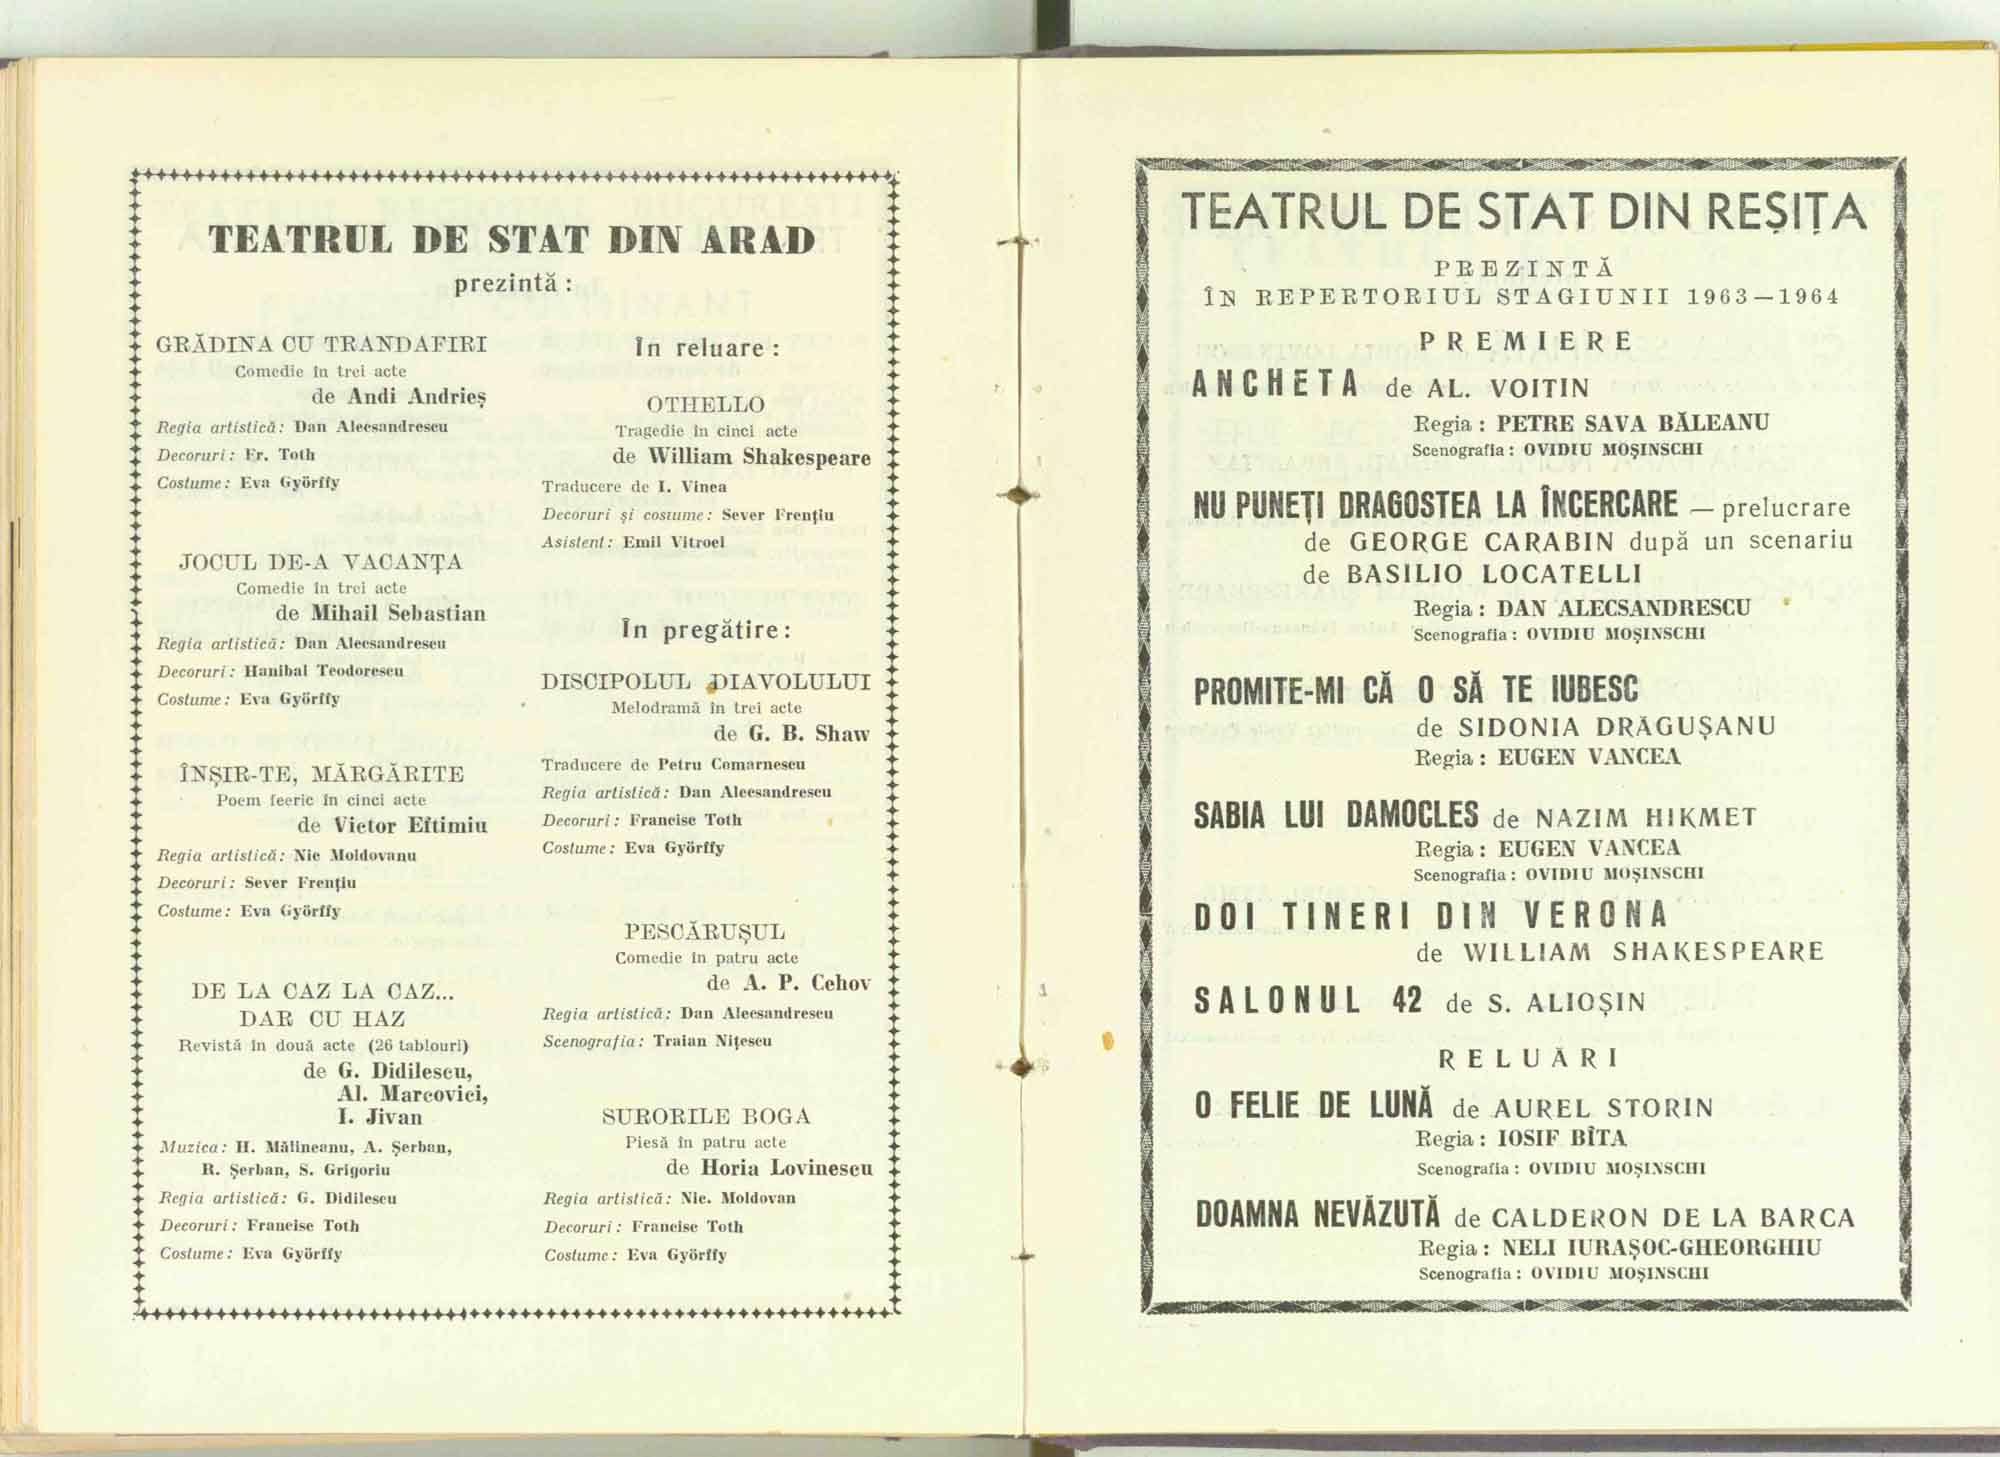 TEATRUL DE STAT DIN ARAD
prezintă :
GRĂDINA CU TRANDAFIRI
Comedie în trei acte
de Andi Andrieș
Regia artistică : Dan Alecsandrescu
Decoruri : Fr. Toth
Costume : Eva Györffy
JOCUL DE-A VACANȚA
Comedie în trei acte
de Mihail Sebastian
Regia artistică : Dan Alecsandrescu
Decoruri : Hanibal Teodorescu
Costume : Eva Györffy
ÎNȘIR-TE, MĂRGĂRITE
Poem feeric în cinci acte
de Victor Eftimiu
Regia artistică : Nic Moldovanu
Decoruri : Sever Frențiu
Costume : Eva Györffy
DE LA CAZ LA CAZ...
DAR CU HAZ
Revistă în două acte (26 tablouri)
de G. Didilescu,
Al. Marcovici,
I. Jivan
Muzica : H. Mălineanu, A. Șerban,
R. Șerban, S. Grigoriu
Regia artistică : G. Didilescu
Decoruri : Francisc Toth
Costume : Eva Györffy
În reluare :
OTHELLO
Tragedie în cinci acte
de William Shakespeare
Traducere de I. Vinea
Decoruri și costume : Sever Frențiu
Asistent : Emil Vitroel
În pregătire :
DISCIPOLUL DIAVOLULUI
Melodramă în trei acte
de G. B. Shaw
Traducere de Petru Comarnescu
Regia artistică : Dan Alecsandrescu
Decoruri : Francisc Toth
Costume : Eva Györffy
PESCĂRUȘUL
Comedie în patru acte
de A. P. Cehov
Regia artistică : Dan Alecsandrescu
Scenografia : Traian Nițescu
SURORILE BOGA
Piesă în patru acte
de Horia Lovinescu
Regia artistică : Nic. Moldovan
Decoruri : Francisc Toth
Costume : Eva Györffy
TEATRUL DE STAT DIN REȘIȚA
PREZINTĂ
ÎN REPERTORIUL STAGIUNII 1963—1964
PREMIERE
ANCHETA de AL. VOITIN
Regia : PETRE SAVA BĂLEANU
Scenografia : OVIDIU MOȘINSCHI
NU PUNEȚI DRAGOSTEA LA ÎNCERCARE — prelucrare
de GEORGE CARABIN după un scenariu
de BASILIO LOCATELLI
Regia : DAN ALECSANDRESCU
Scenografia : OVIDIU MOȘINSCHI
PROMITE-MI CĂ O SĂ TE IUBESC
de SIDONIA DRĂGUȘANU
Regia : EUGEN VANCEA
SABIA LUI DAMOCLES de NAZIM HIKMET
Regia : EUGEN VANCEA
Scenografia : OVIDIU MOȘINSCHI
DOI TINERI DIN VERONA
de WILLIAM SHAKESPEARE
SALONUL 42 de S. ALIOȘIN
RELUĂRI
O FELIE DE LUNĂ de AUREL STORIN
Regia : IOSIF BÎTA
Scenografia : OVIDIU MOȘINSCHI
DOAMNA NEVĂZUTĂ de CALDERON DE LA BARCA
Regia : NELI IURAȘOC-GHEORGHIU
Scenografia : OVIDIU MOȘINSCHI